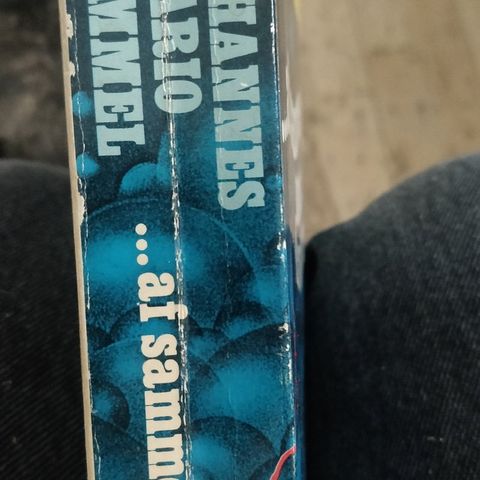 HANNES
ARIO
MMEL
...af samm